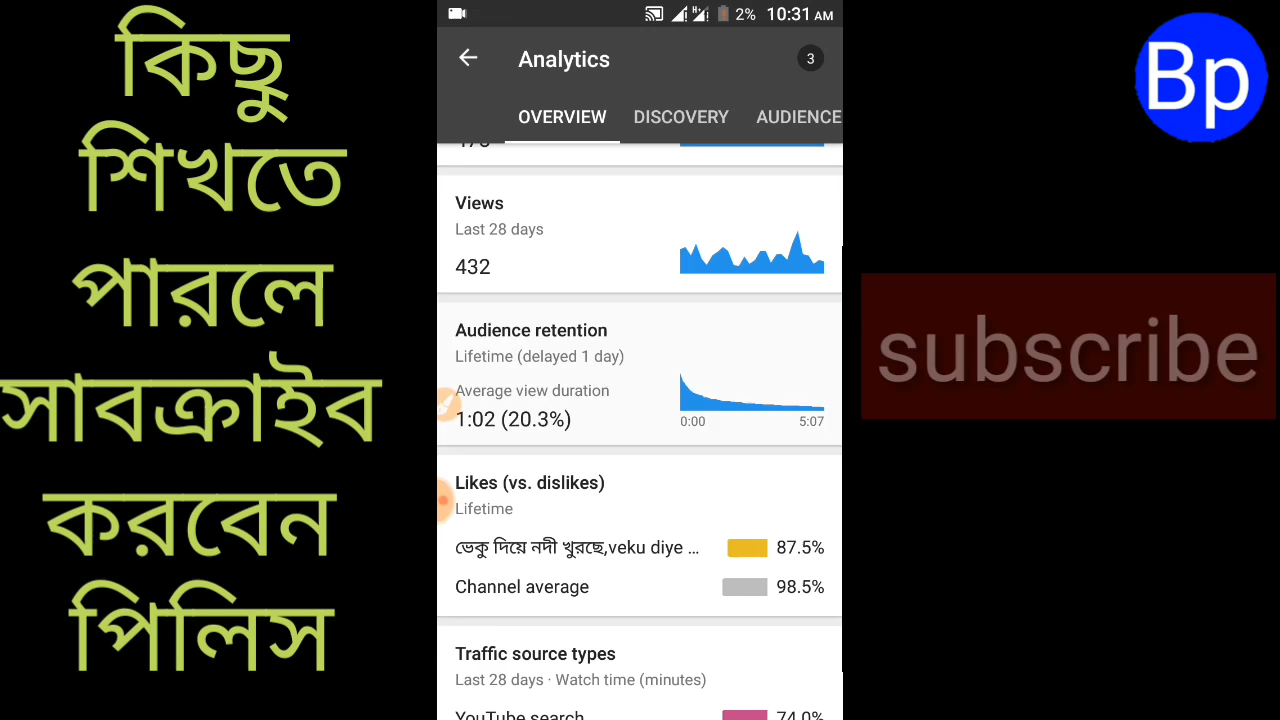 কিছু
শিখতে
পারলে
সাবক্রাইব
করবেন
পিলিস
2% 10:31 AM
Analytics 3
OVERVIEW DISCOVERY AUDIENCE
Views
Last 28 days
432
Audience retention
Lifetime (delayed 1 day)
Average view duration
1:02 (20.3%)
0:00 5:07
Likes (vs. dislikes)
Lifetime
ভেকু দিয়ে নদী খুরছে,veku diye ... 87.5%
Channel average 98.5%
Traffic source types
Last 28 days · Watch time (minutes)
YouTube search 74.0%
Bp
subscribe